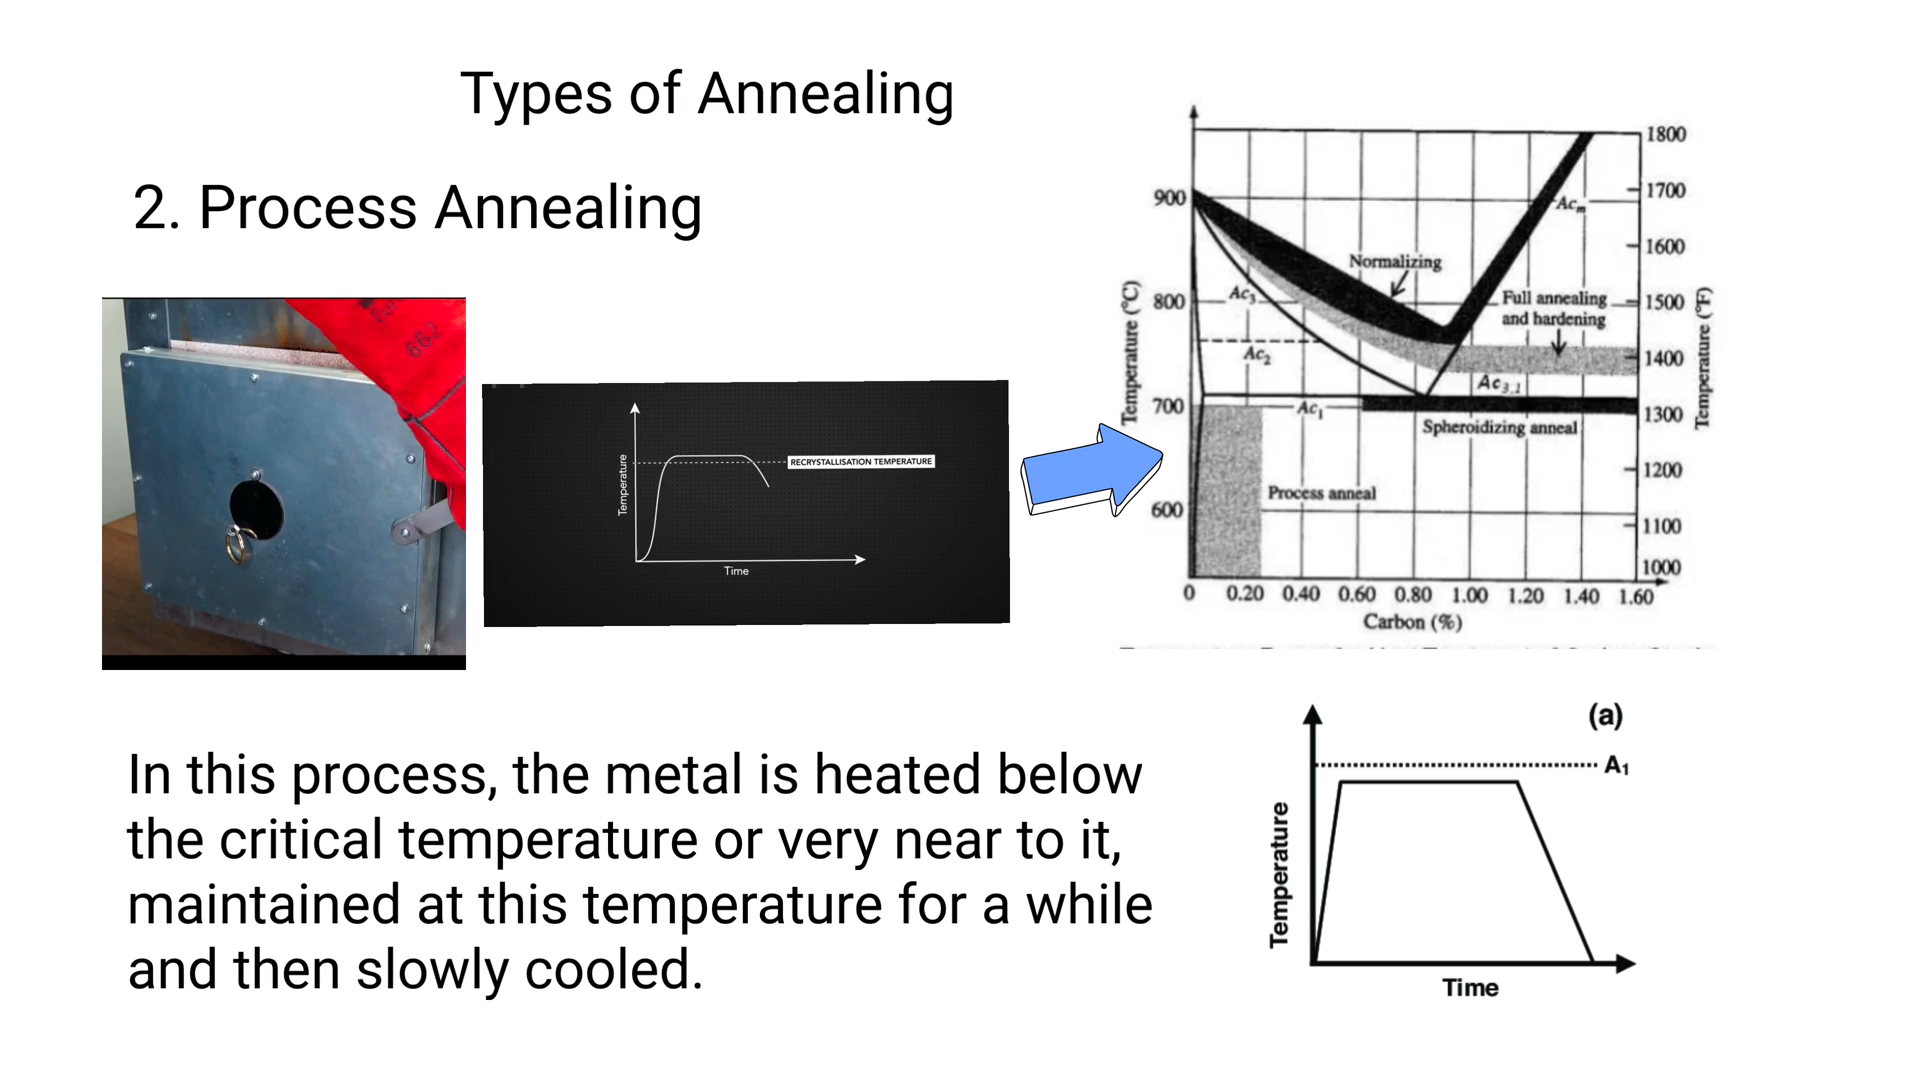 Types of Annealing
2. Process Annealing
662
Temperature
RECRYSTALLISATION TEMPERATURE
Time
Temperature (°C)
900
800
700
600
1800
1700
1600
1500
1400
1300
1200
1100
1000
Temperature (°F)
Acm
Normalizing
Ac3
Full annealing
and hardening
Ac2
Ac3,1
Ac1
Spheroidizing anneal
Process anneal
0 0.20 0.40 0.60 0.80 1.00 1.20 1.40 1.60
Carbon (%)
In this process, the metal is heated below
the critical temperature or very near to it,
maintained at this temperature for a while
and then slowly cooled.
(a)
A1
Temperature
Time